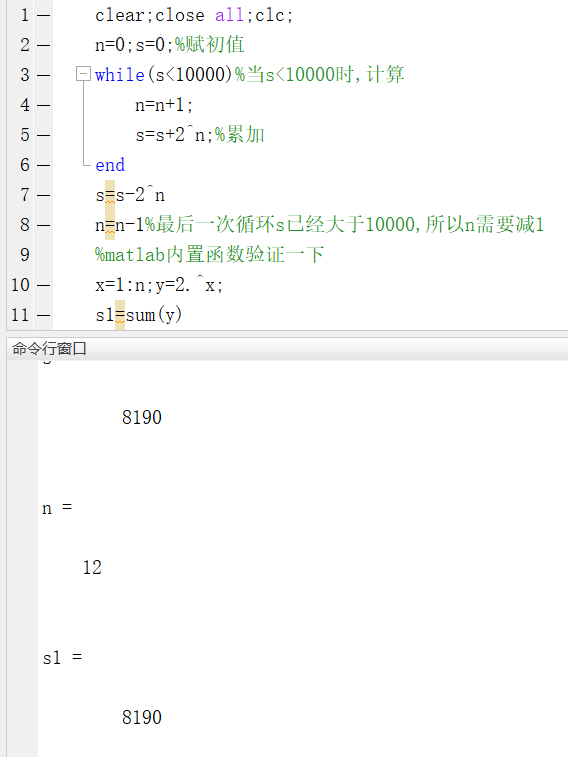 1 — clear;close all;clc;
2 — n=0;s=0;%赋初值
3 — while(s<10000)%当s<10000时,计算
4 — n=n+1;
5 — s=s+2^n;%累加
6 — end
7 — s=s-2^n
8 — n=n-1%最后一次循环s已经大于10000,所以n需要减1
9 %matlab内置函数验证一下
10 — x=1:n;y=2.^x;
11 — s1=sum(y)
命令行窗口
8190
n =
12
s1 =
8190